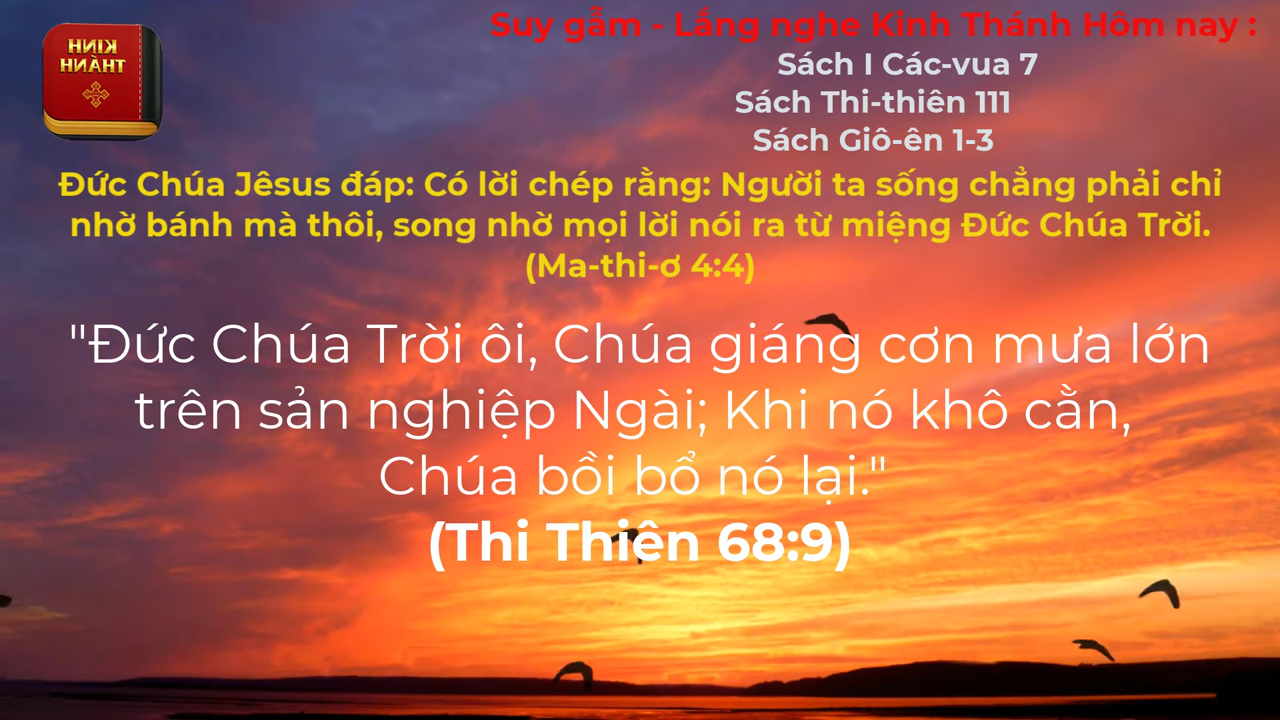 KINH
THÁNH
Suy gẫm - Lắng nghe Kinh Thánh Hôm nay :
Sách I Các-vua 7
Sách Thi-thiên 111
Sách Giô-ên 1-3
Đức Chúa Jêsus đáp: Có lời chép rằng: Người ta sống chẳng phải chỉ
nhờ bánh mà thôi, song nhờ mọi lời nói ra từ miệng Đức Chúa Trời.
(Ma-thi-ơ 4:4)
"Đức Chúa Trời ôi, Chúa giáng cơn mưa lớn
trên sản nghiệp Ngài; Khi nó khô cằn,
Chúa bồi bổ nó lại."
(Thi Thiên 68:9)